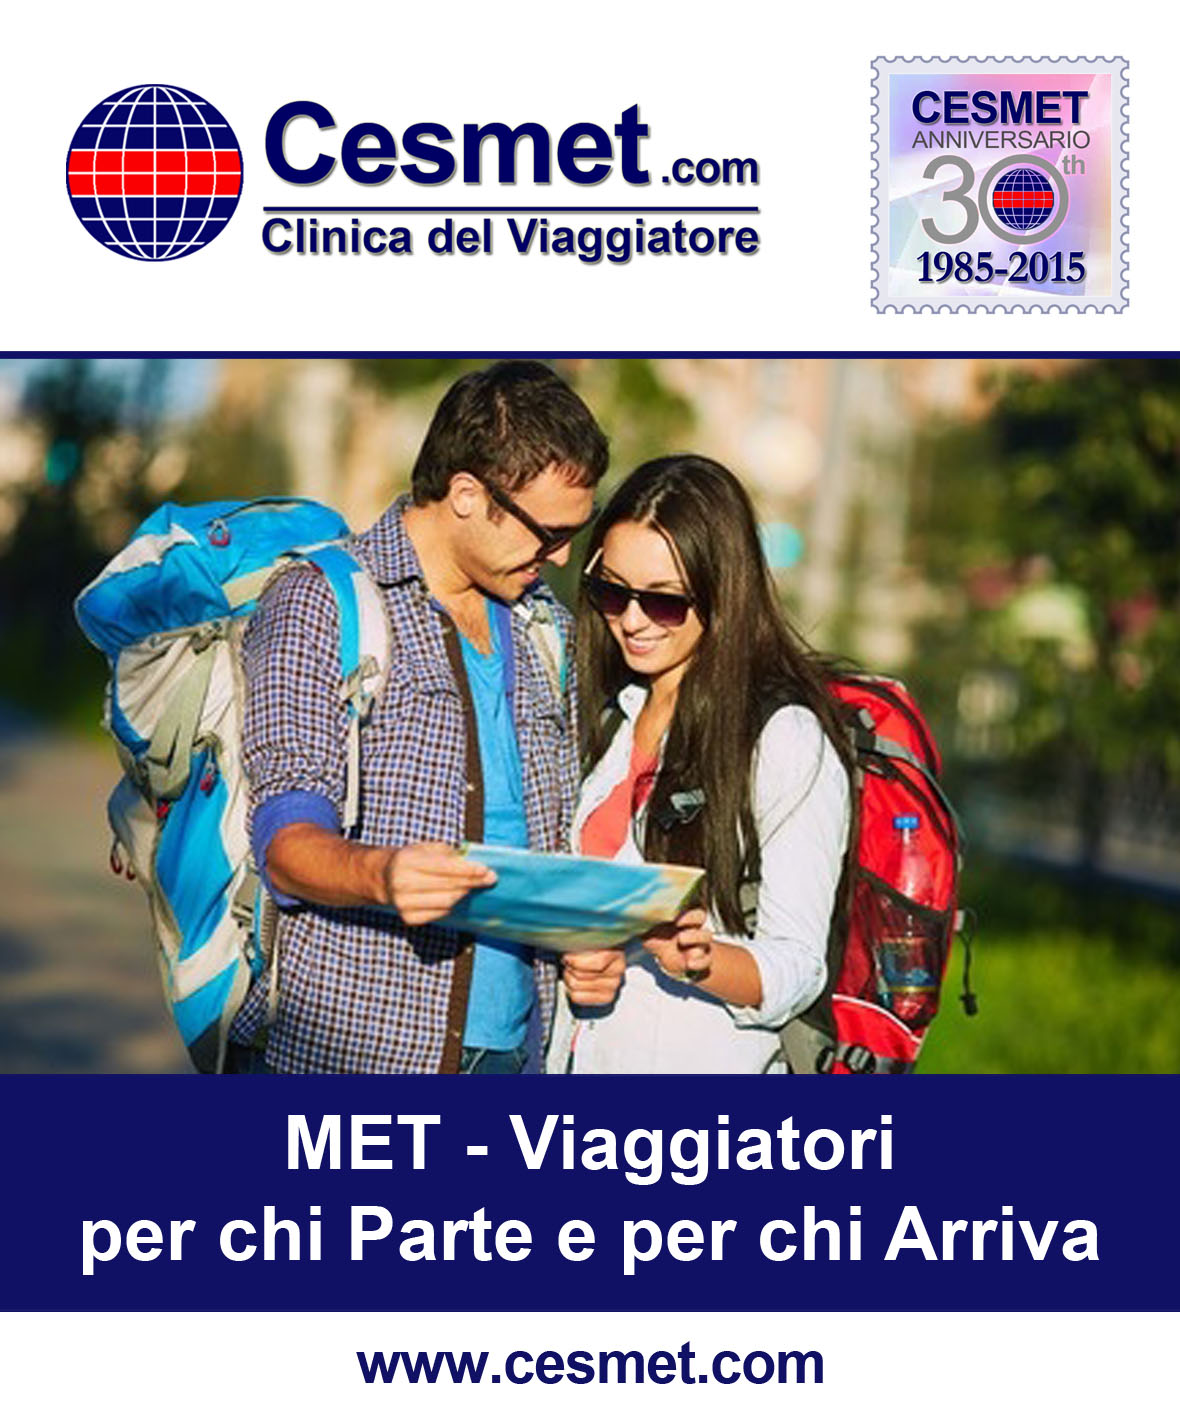 Cesmet.com
Clinica del Viaggiatore
CESMET
ANNIVERSARIO
30th
1985-2015
MET - Viaggiatori
per chi Parte e per chi Arriva
www.cesmet.com